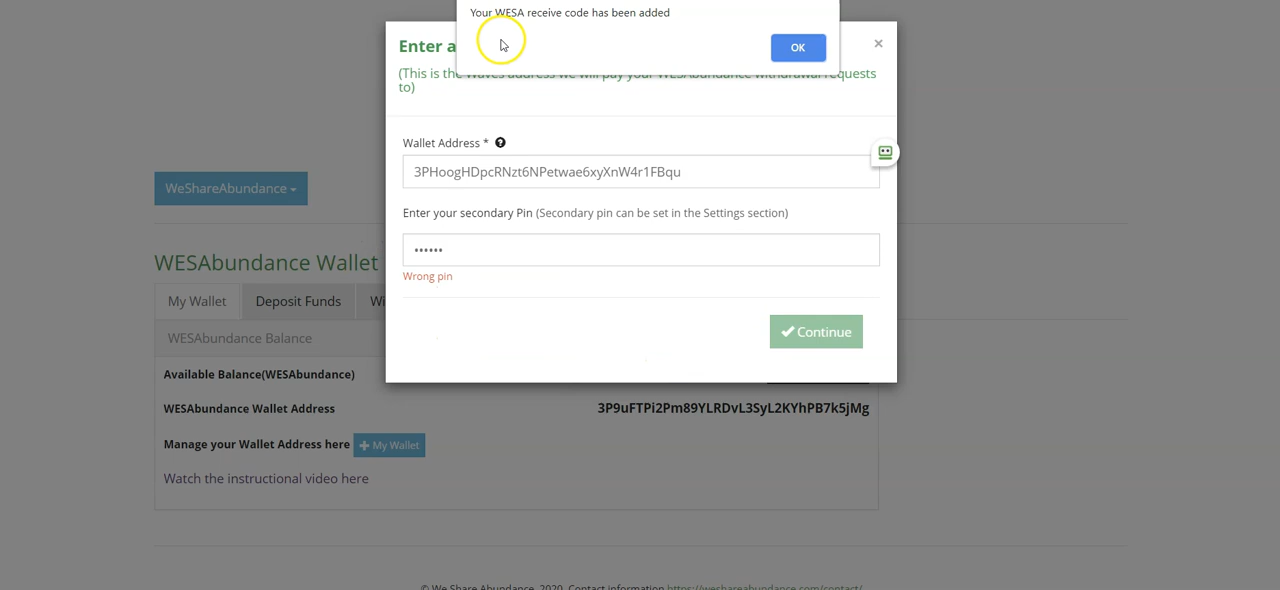 Your WESA receive code has been added
OK
Enter a
(This is the Waves address we will pay your WESAbundance withdrawal requests
to)
Wallet Address *
3PHoogHDpcRNzt6NPetwae6xyXnW4r1FBqu
Enter your secondary Pin (Secondary pin can be set in the Settings section)
••••••
Wrong pin
Continue
WeShareAbundance
WESAbundance Wallet
My Wallet
Deposit Funds
Wi
WESAbundance Balance
Available Balance(WESAbundance)
WESAbundance Wallet Address
3P9uFTPi2Pm89YLRDvL3SyL2KYhPB7k5jMg
Manage your Wallet Address here
My Wallet
Watch the instructional video here
© We Share Abundance, 2020. Contact information https://weshareabundance.com/contact/